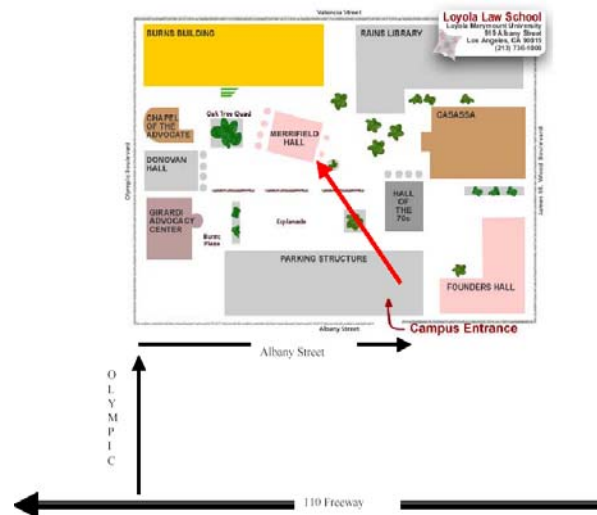 Valencia Street
Loyola Law School
Loyola Marymount University
919 Albany Street
Los Angeles, CA 90015
(213) 736-1000
BURNS BUILDING
RAINS LIBRARY
CHAPEL
OF THE
ADVOCATE
Oak Tree Quad
MERRIFIELD
HALL
CASASSA
DONOVAN
HALL
Olympic Boulevard
James M. Wood Boulevard
HALL
OF THE
70s
GIRARDI
ADVOCACY
CENTER
Burns
Plaza
Esplanade
PARKING STRUCTURE
FOUNDERS HALL
Campus Entrance
Albany Street
Albany Street
OLYMPIC
110 Freeway